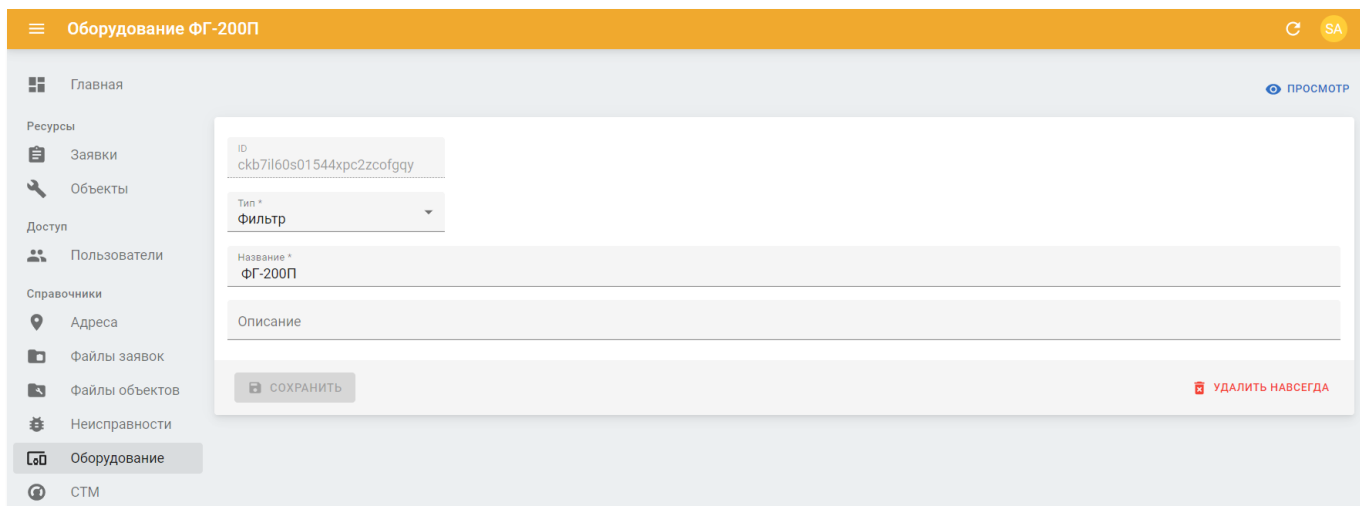 Оборудование ФГ-200П
SA
Главная
ПРОСМОТР
Ресурсы
Заявки
Объекты
Доступ
Пользователи
Справочники
Адреса
Файлы заявок
Файлы объектов
Неисправности
Оборудование
СТМ
ID
ckb7il60s01544xpc2zcofgqy
Тип *
Фильтр
Название *
ФГ-200П
Описание
СОХРАНИТЬ
УДАЛИТЬ НАВСЕГДА